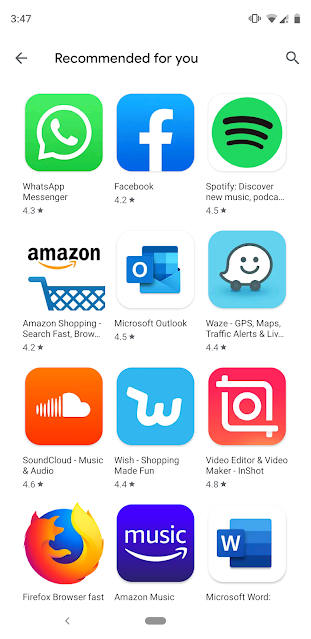 3:47
Recommended for you
WhatsApp
Messenger
4.3 ★
Facebook
4.2 ★
Spotify: Discover
new music, podca...
4.5 ★
amazon
Amazon Shopping -
Search Fast, Brow...
4.2 ★
O
Microsoft Outlook
4.5 ★
Waze - GPS, Maps,
Traffic Alerts & Liv...
4.4 ★
SoundCloud - Music
& Audio
4.6 ★
Wish - Shopping
Made Fun
4.4 ★
Video Editor & Video
Maker - InShot
4.8 ★
Firefox Browser fast
music
Amazon Music
W
Microsoft Word: